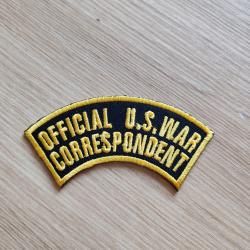 OFFICIAL U.S. WAR
CORRESPONDENT